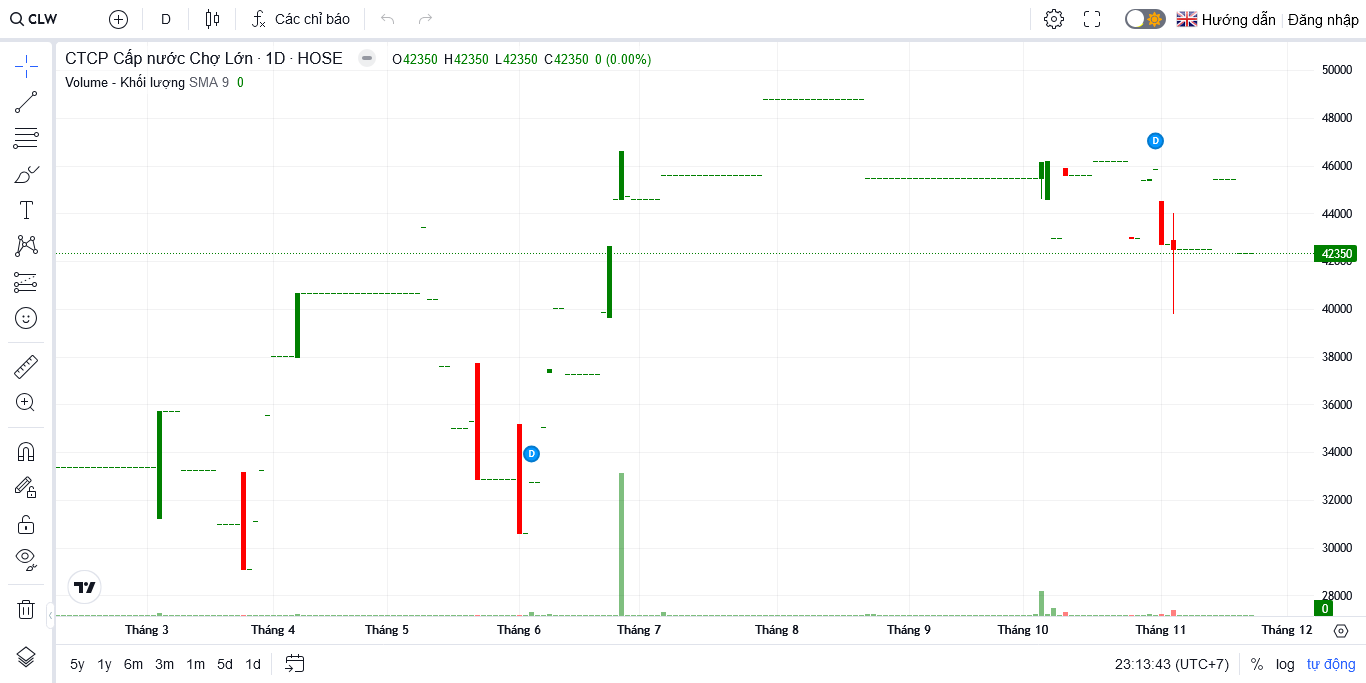 CLW D Các chỉ báo Hướng dẫn Đăng nhập
CTCP Cấp nước Chợ Lớn · 1D · HOSE O42350 H42350 L42350 C42350 0 (0.00%)
Volume - Khối lượng SMA 9 0
50000
48000
46000
44000
42350
42000
40000
38000
36000
34000
32000
30000
28000
0
D
D
Tháng 3 Tháng 4 Tháng 5 Tháng 6 Tháng 7 Tháng 8 Tháng 9 Tháng 10 Tháng 11 Tháng 12
5y 1y 6m 3m 1m 5d 1d 23:13:43 (UTC+7) % log tự động